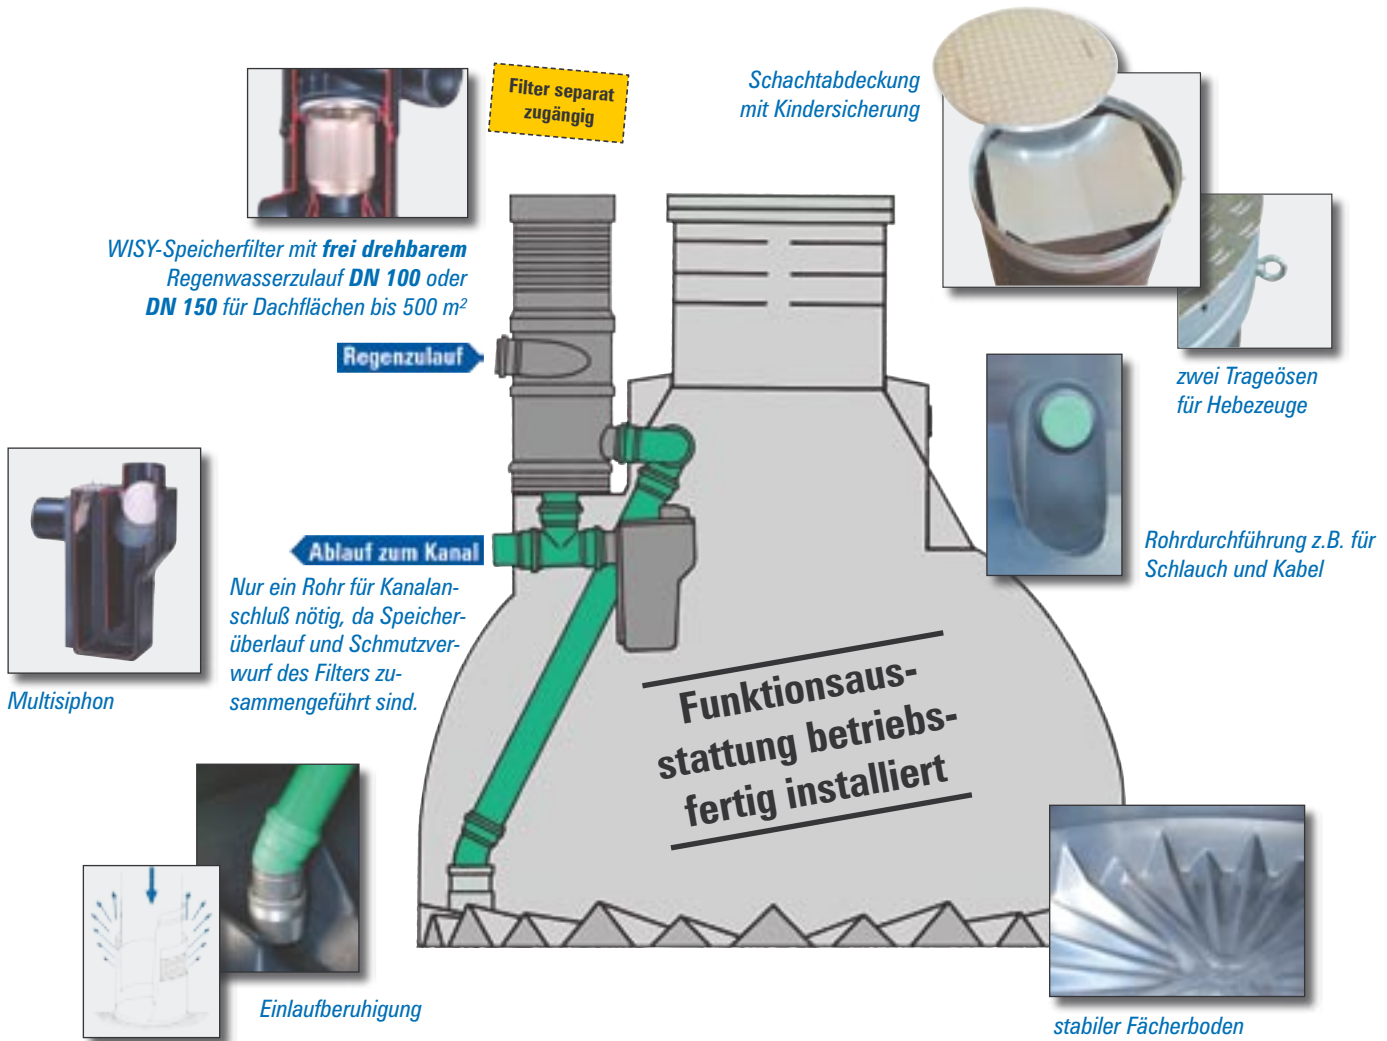 Filter separat
zugängig
Schachtabdeckung
mit Kindersicherung
WISY-Speicherfilter mit frei drehbarem
Regenwasserzulauf DN 100 oder
DN 150 für Dachflächen bis 500 m²
Regenzulauf
zwei Trageösen
für Hebezeuge
Rohrdurchführung z.B. für
Schlauch und Kabel
Ablauf zum Kanal
Nur ein Rohr für Kanalan-
schluß nötig, da Speicher-
überlauf und Schmutzver-
wurf des Filters zu-
sammengeführt sind.
Multisiphon
Funktionsaus-
stattung betriebs-
fertig installiert
Einlaufberuhigung
stabiler Fächerboden